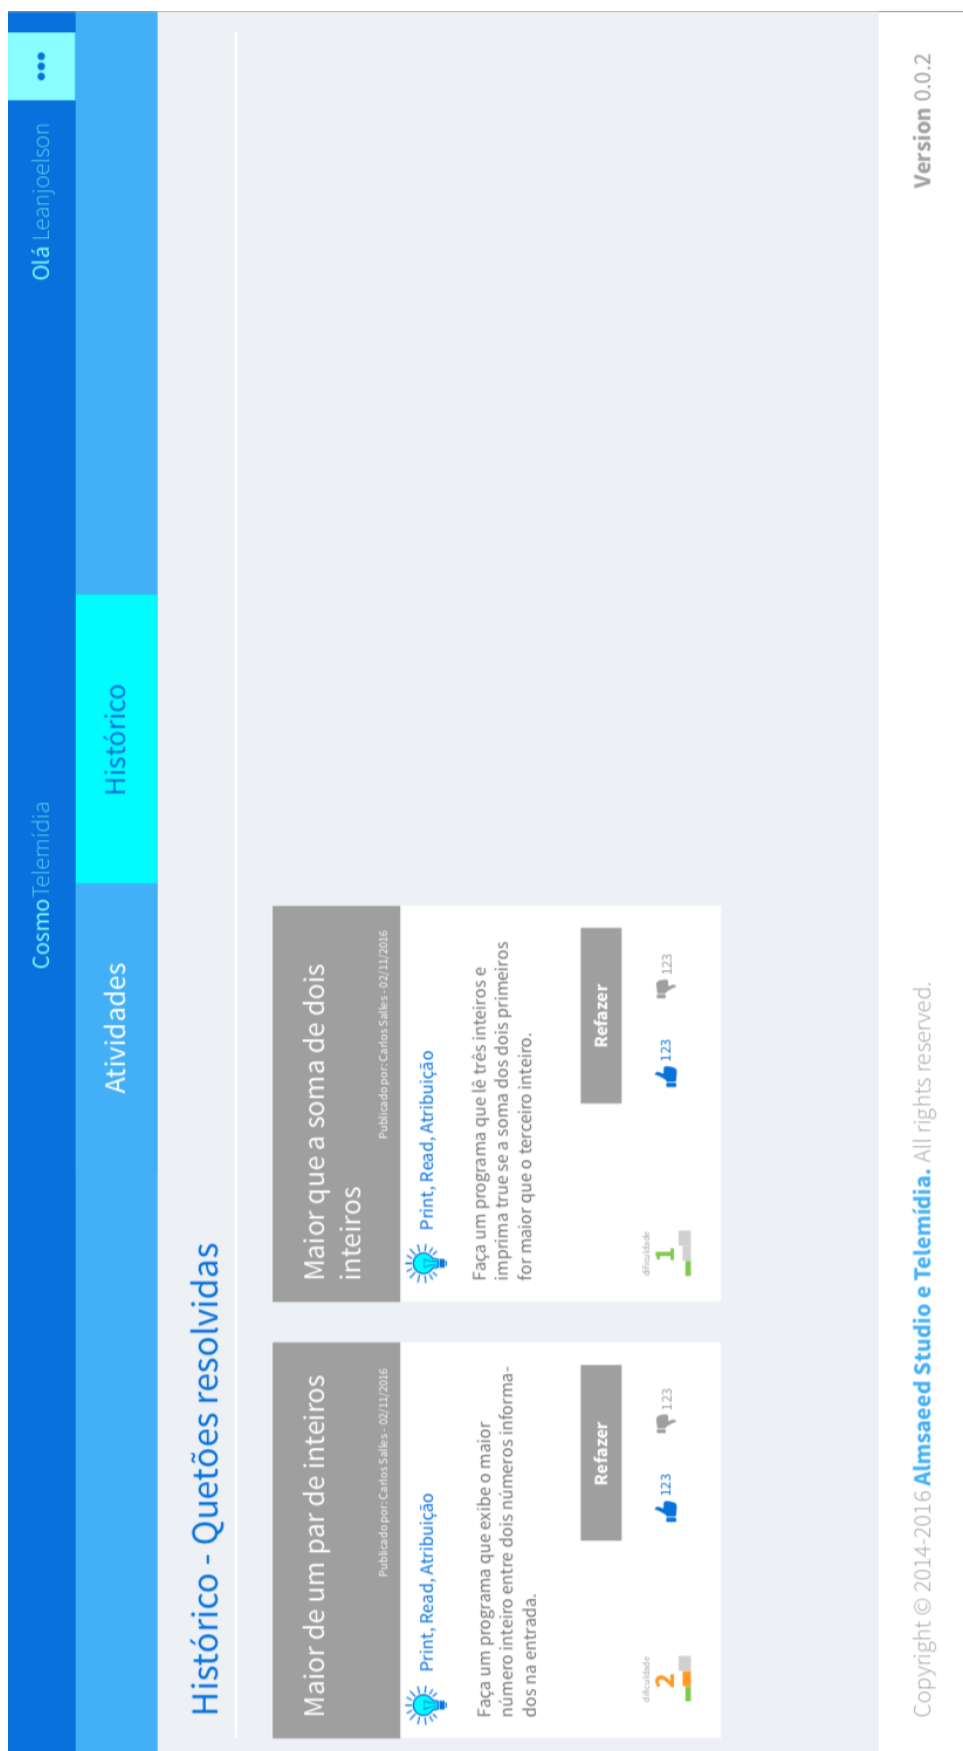 Cosmo Telemídia
Olá Leanjoelson
Atividades
Histórico
Histórico - Quetões resolvidas
Maior de um par de inteiros
Publicado por: Carlos Salles - 02/11/2016
Print, Read, Atribuição
Faça um programa que exibe o maior
número inteiro entre dois números informa-
dos na entrada.
Refazer
dificuldade
2
123
123
Maior que a soma de dois
inteiros
Publicado por: Carlos Salles - 02/11/2016
Print, Read, Atribuição
Faça um programa que lê três inteiros e
imprima true se a soma dos dois primeiros
for maior que o terceiro inteiro.
Refazer
dificuldade
1
123
123
Copyright © 2014-2016 Almsaeed Studio e Telemídia. All rights reserved.
Version 0.0.2